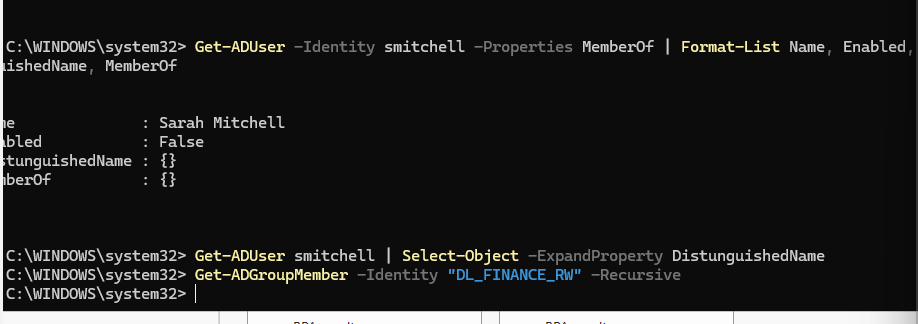 C:\WINDOWS\system32> Get-ADUser -Identity smitchell -Properties MemberOf | Format-List Name, Enabled,
uishedName, MemberOf
me : Sarah Mitchell
abled : False
stunguishedName : {}
mberOf : {}
C:\WINDOWS\system32> Get-ADUser smitchell | Select-Object -ExpandProperty DistunguishedName
C:\WINDOWS\system32> Get-ADGroupMember -Identity "DL_FINANCE_RW" -Recursive
C:\WINDOWS\system32>